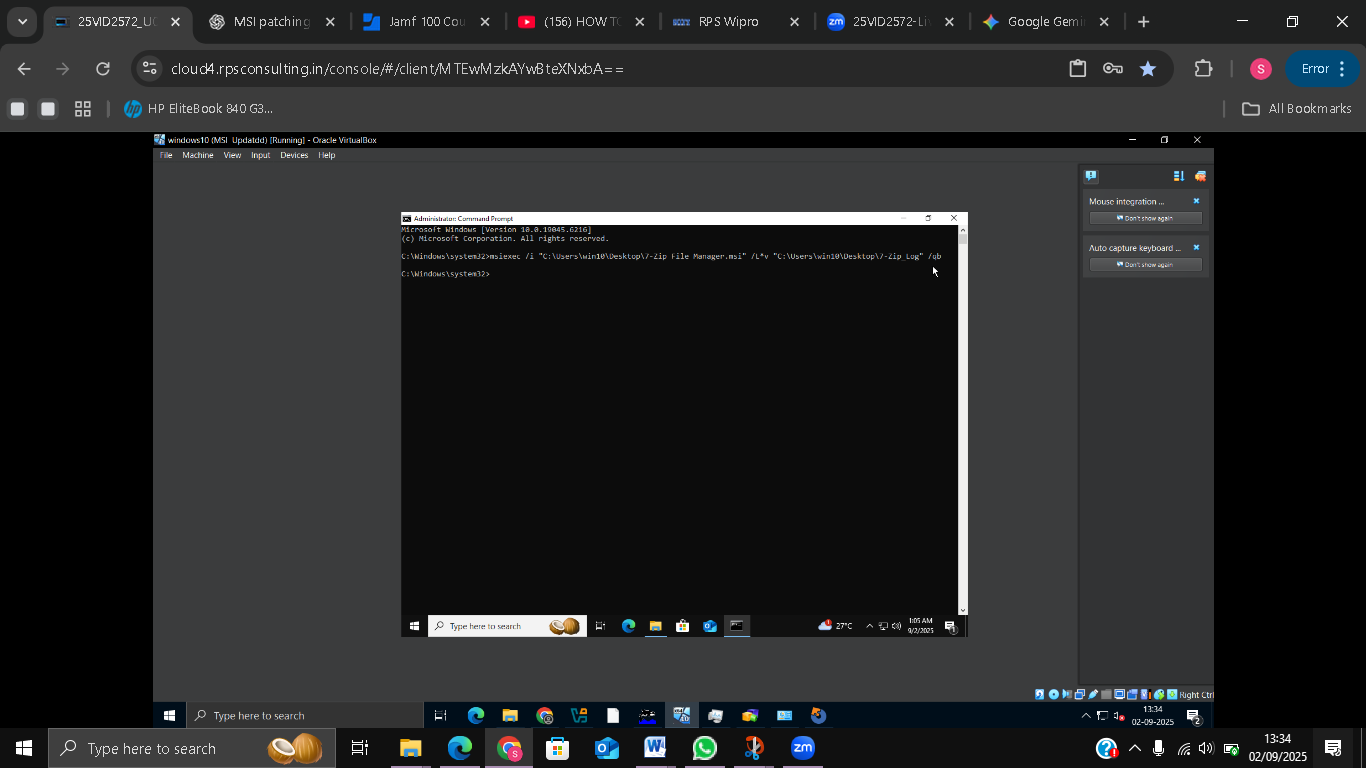 25VID2572_U
MSI patching
Jamf 100 Cou
(156) HOW T
RPS Wipro
25VID2572-Li
Google Gemi
cloud4.rpsconsulting.in/console/#/client/MTEwMzkAYwBteXNxbA==
S
Error
HP EliteBook 840 G3...
All Bookmarks
windows10 (MSI Updatdd) [Running] - Oracle VirtualBox
File Machine View Input Devices Help
Mouse integration ...
Don't show again
Auto capture keyboard ...
Don't show again
Administrator: Command Prompt
Microsoft Windows [Version 10.0.19045.6216]
(c) Microsoft Corporation. All rights reserved.
C:\Windows\system32>msiexec /i "C:\Users\win10\Desktop\7-Zip File Manager.msi" /L*v "C:\Users\win10\Desktop\7-Zip_Log" /qb
C:\Windows\system32>
Type here to search
27°C
1:05 AM
9/2/2025
1
Right Ctrl
Type here to search
13:34
02-09-2025
2
Type here to search
zm
13:34
02/09/2025